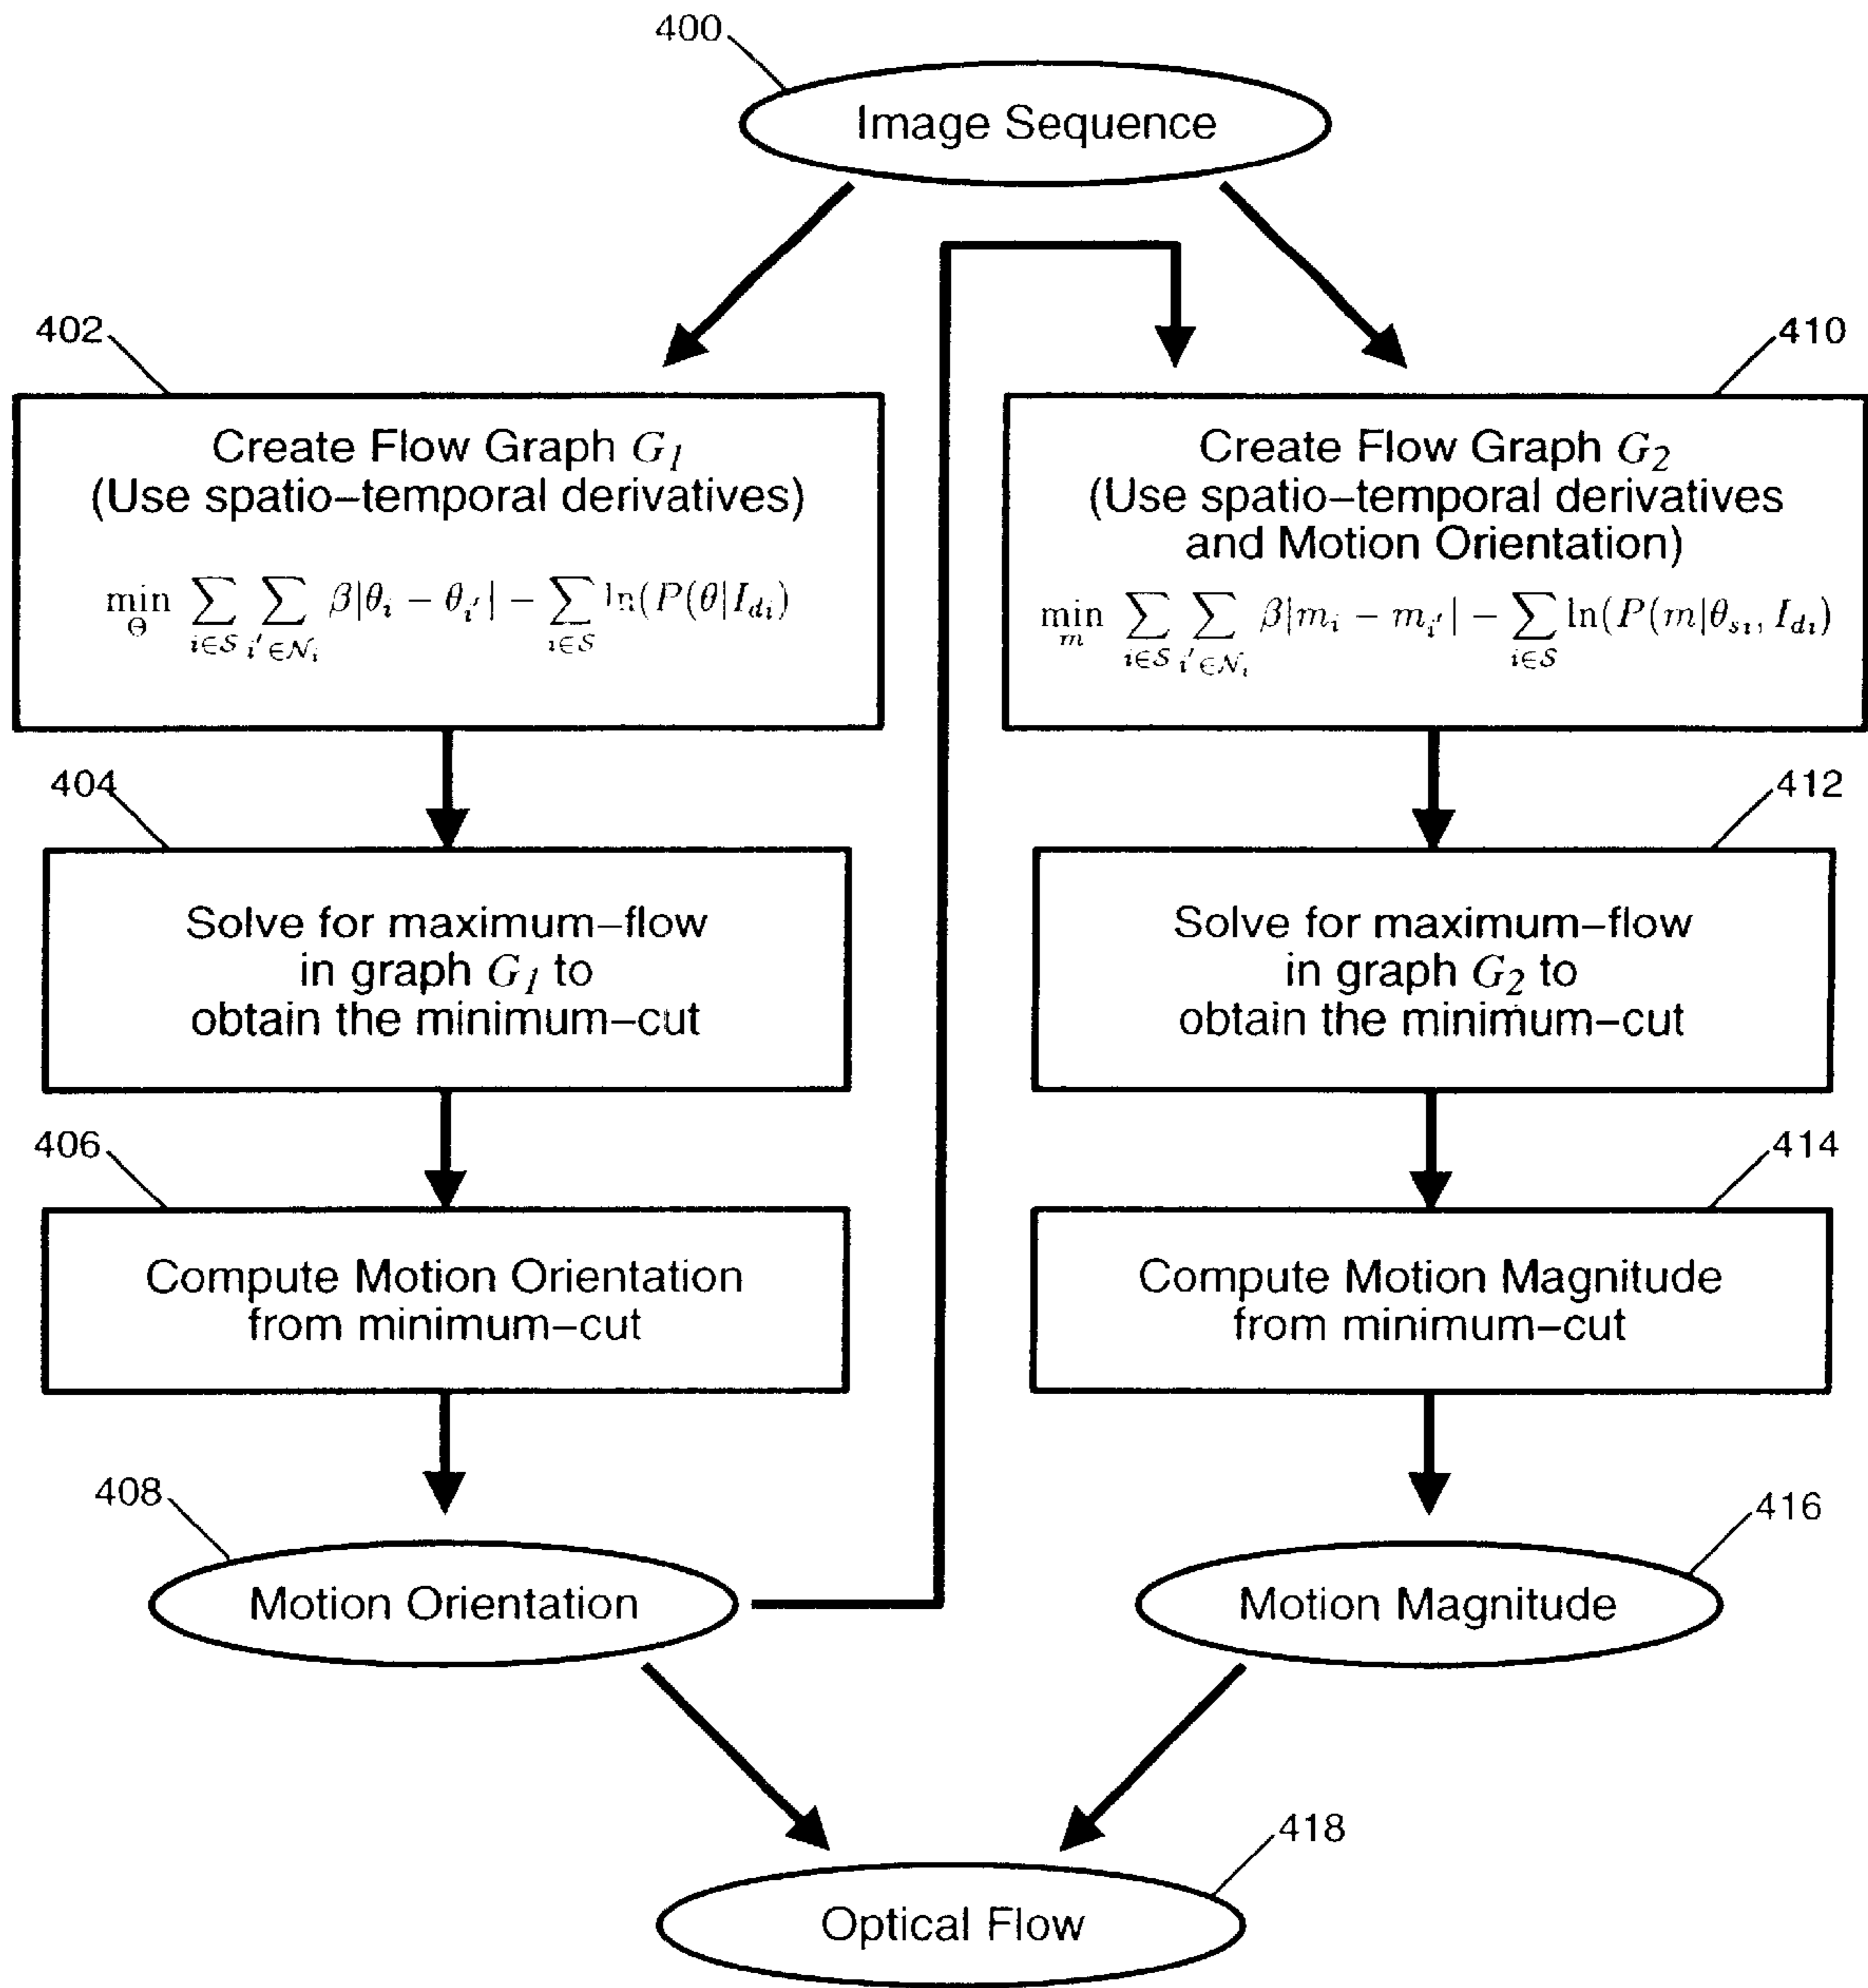 400
Image Sequence
402
Create Flow Graph G1
(Use spatio–temporal derivatives)
min Θ ∑ i∈S ∑ i′∈Ni β|θi − θi′| − ∑ i∈S ln(P(θ|Idi)
404
Solve for maximum–flow
in graph G1 to
obtain the minimum–cut
406
Compute Motion Orientation
from minimum–cut
408
Motion Orientation
410
Create Flow Graph G2
(Use spatio–temporal derivatives
and Motion Orientation)
min m ∑ i∈S ∑ i′∈Ni β|mi − mi′| − ∑ i∈S ln(P(m|θsi, Idi)
412
Solve for maximum–flow
in graph G2 to
obtain the minimum–cut
414
Compute Motion Magnitude
from minimum–cut
416
Motion Magnitude
418
Optical Flow